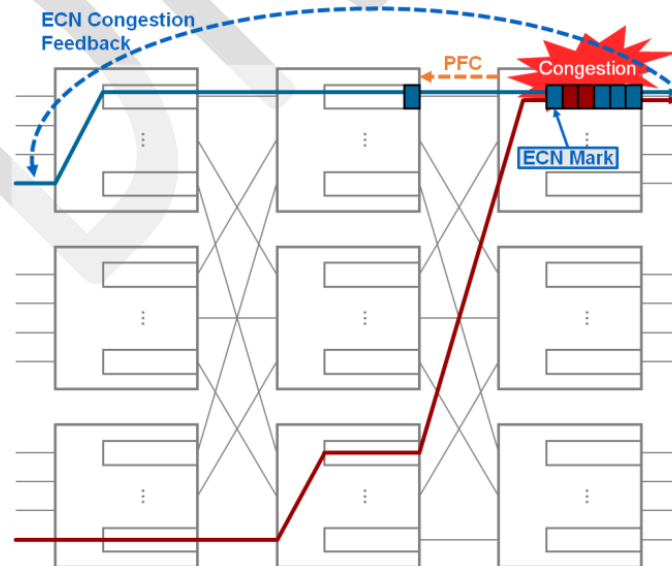 ECN Congestion
Feedback
PFC
Congestion
ECN Mark